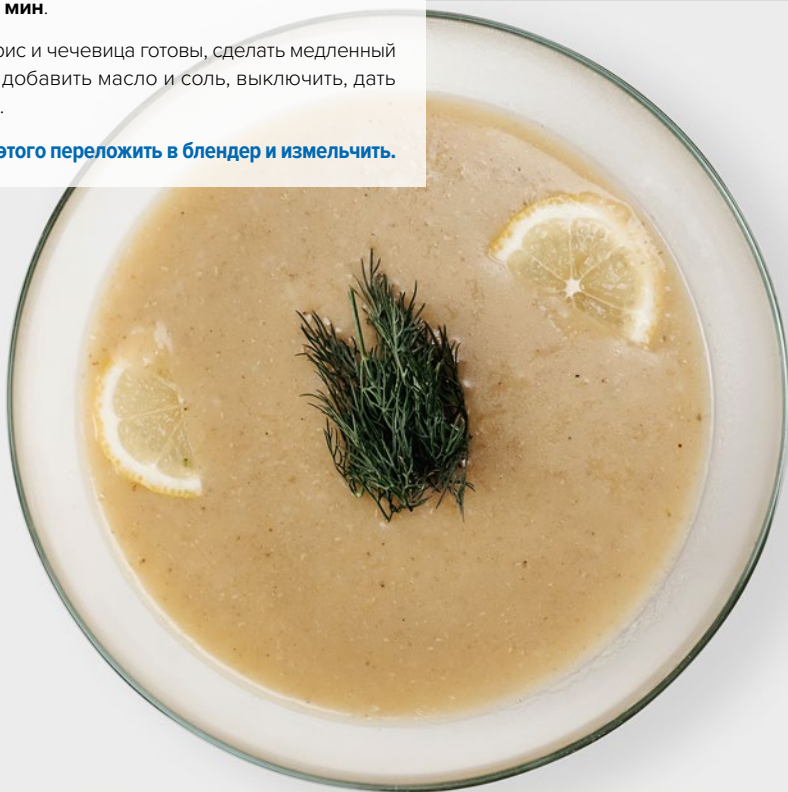 мин.
рис и чечевица готовы, сделать медленный
добавить масло и соль, выключить, дать
.
этого переложить в блендер и измельчить.